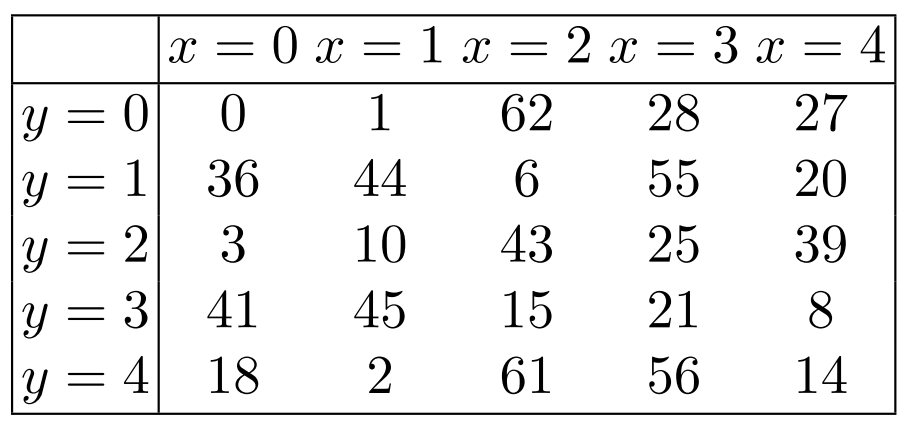 x = 0 x = 1 x = 2 x = 3 x = 4
y = 0 0 1 62 28 27
y = 1 36 44 6 55 20
y = 2 3 10 43 25 39
y = 3 41 45 15 21 8
y = 4 18 2 61 56 14